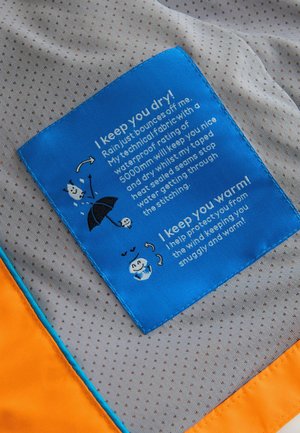 I keep you dry!
Rain just bounces off me.
My technical fabric with a
waterproof rating of
5000mm will keep you nice
and dry whilst my taped
heat sealed seams stop
water getting through
the stitching.
I keep you warm!
I help protect you from
the wind keeping you
snuggly and warm!